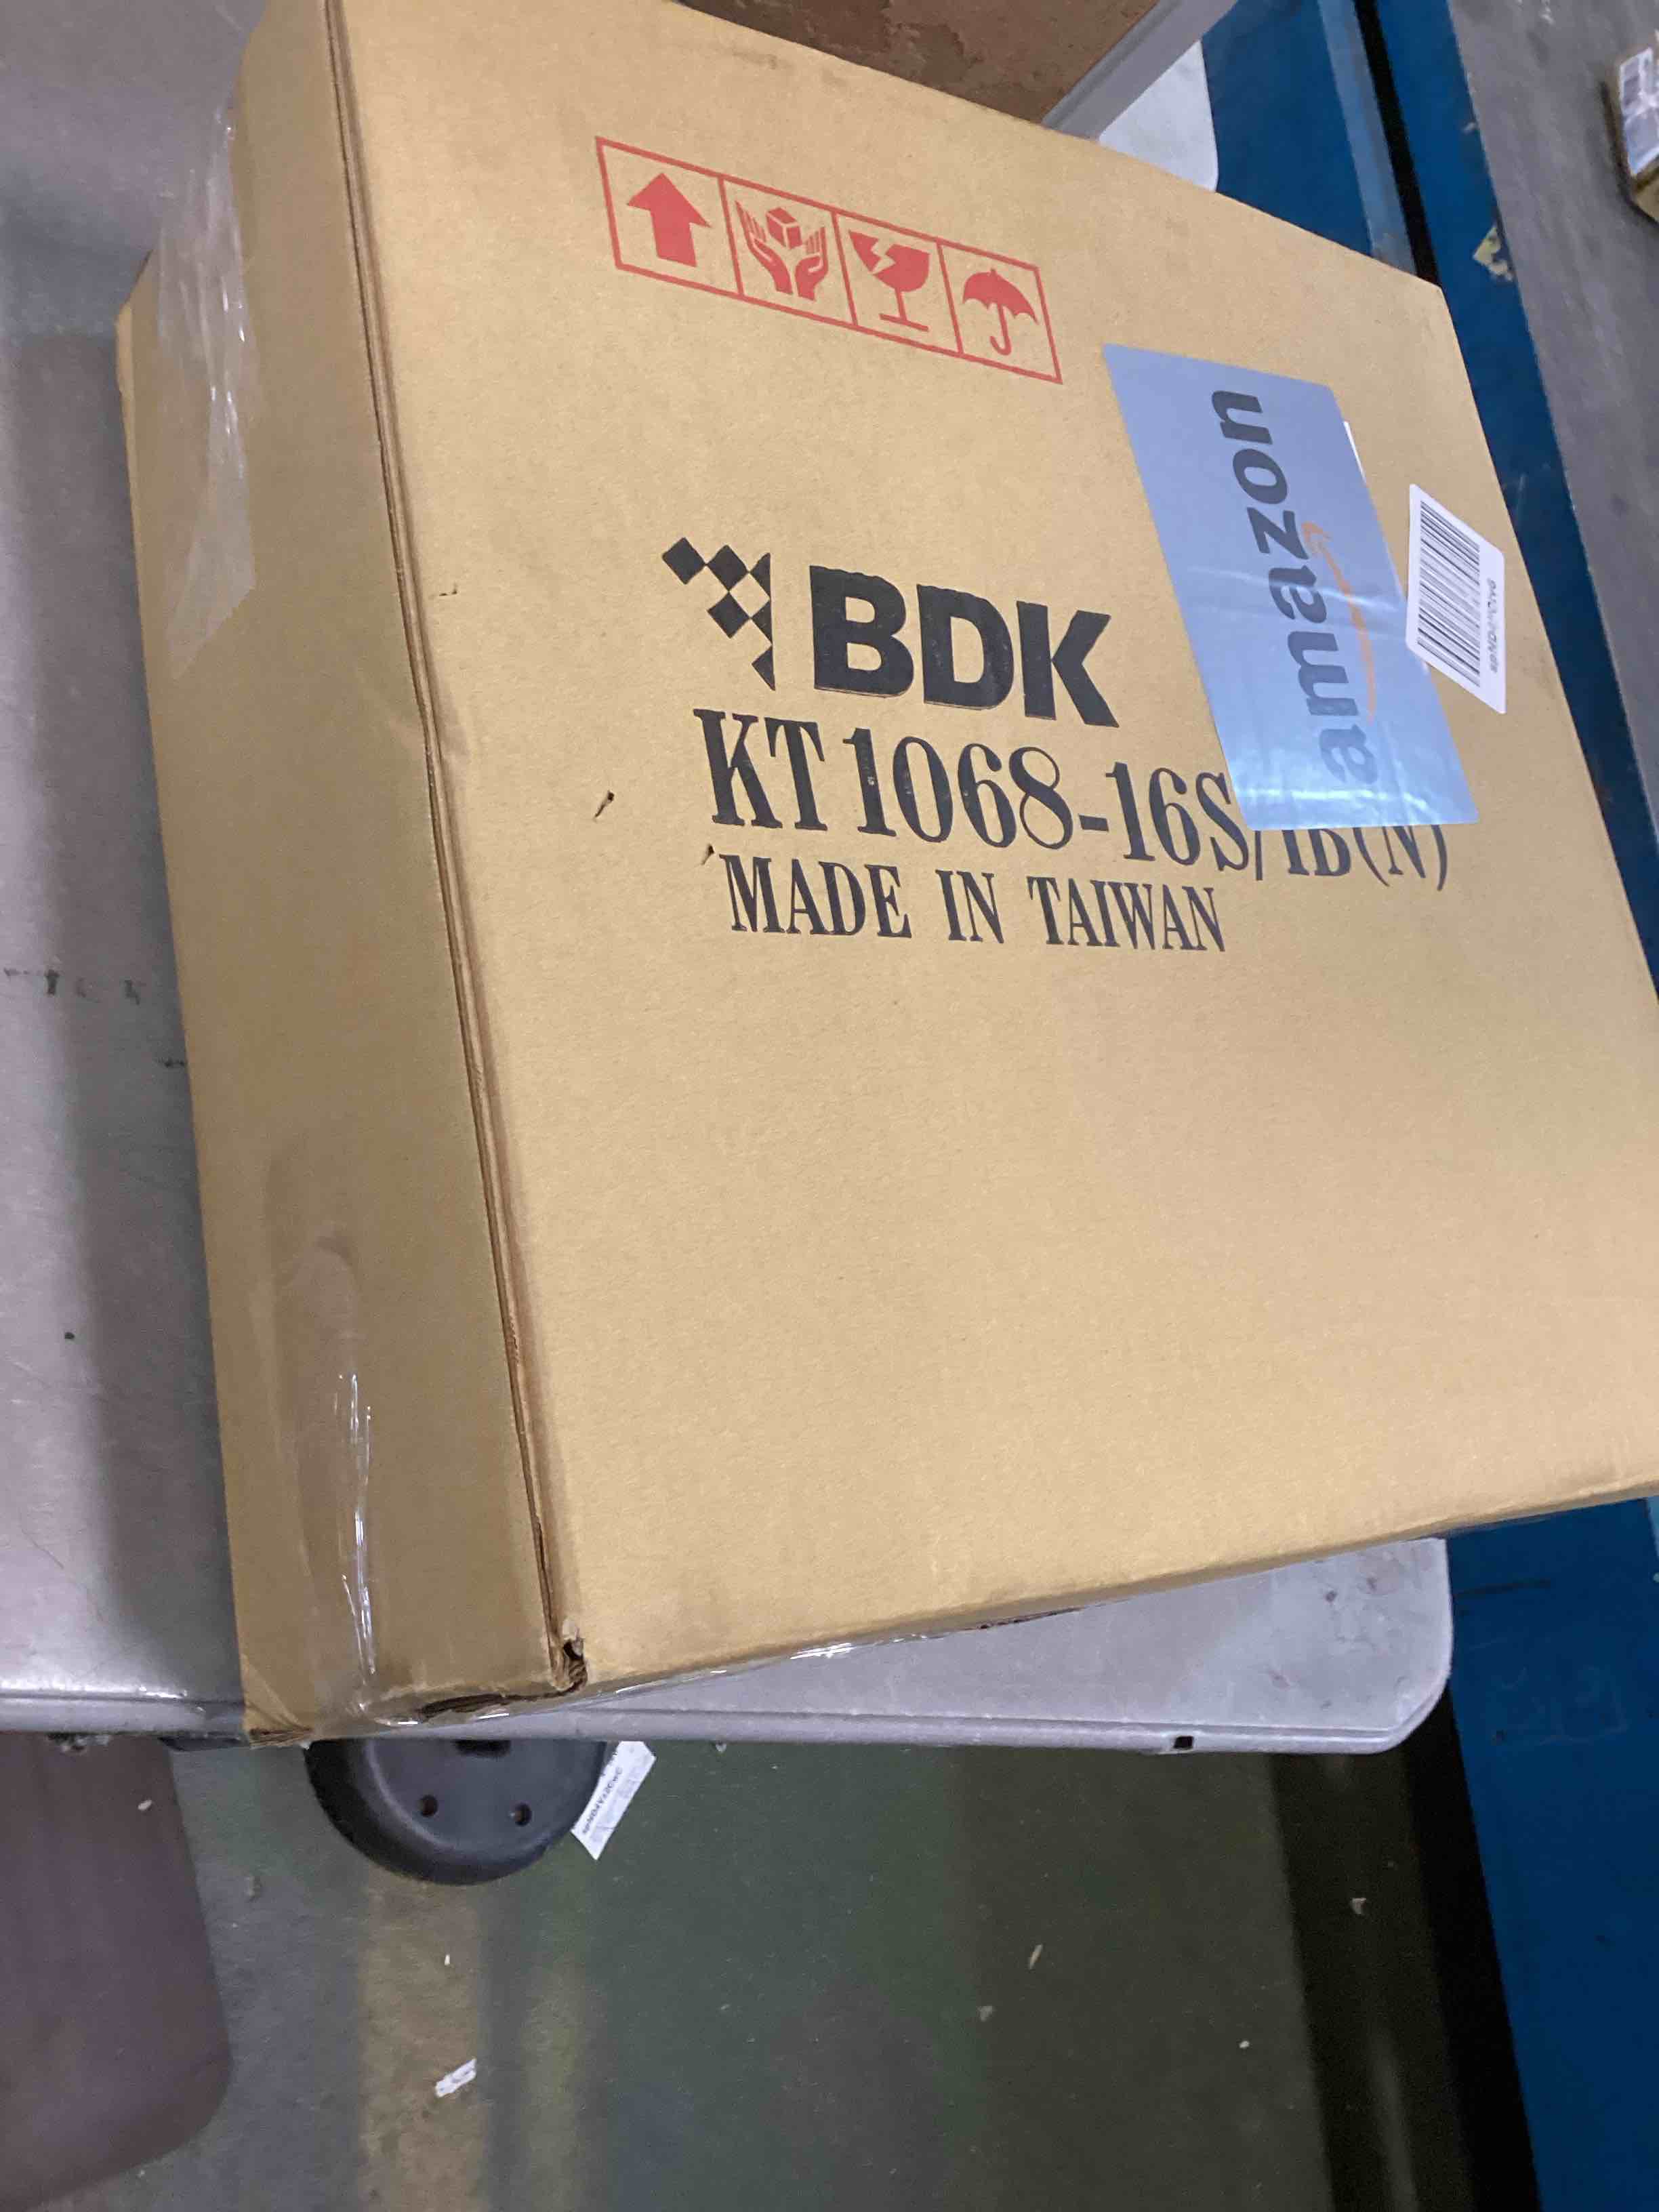 BDK
KT1068-16S/IB(N)
MADE IN TAIWAN
amazon